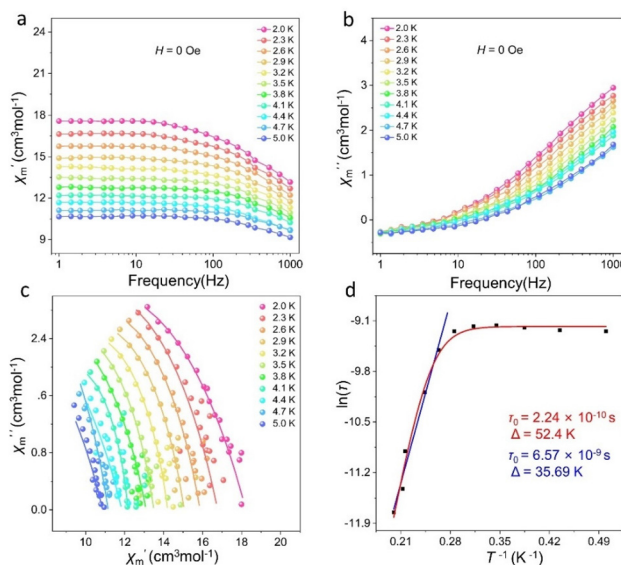 a
χm′ (cm³mol⁻¹)
24
21
18
15
12
9
H = 0 Oe
2.0 K
2.3 K
2.6 K
2.9 K
3.2 K
3.5 K
3.8 K
4.1 K
4.4 K
4.7 K
5.0 K
1
10
100
1000
Frequency(Hz)
b
χm′ (cm³mol⁻¹)
4
3
2
1
0
H = 0 Oe
2.0 K
2.3 K
2.6 K
2.9 K
3.2 K
3.5 K
3.8 K
4.1 K
4.4 K
4.7 K
5.0 K
1
10
100
1000
Frequency(Hz)
c
χm′′ (cm³mol⁻¹)
2.4
.6
0.8
0.0
2.0 K
2.3 K
2.6 K
2.9 K
3.2 K
3.5 K
3.8 K
4.1 K
4.4 K
4.7 K
5.0 K
10
12
14
16
18
20
χm′ (cm³mol⁻¹)
d
ln(τ)
-9.1
-9.8
-10.5
-11.2
-11.9
τ₀ = 2.24 × 10⁻¹⁰ s
Δ = 52.4 K
τ₀ = 6.57 × 10⁻⁹ s
Δ = 35.69 K
0.21
0.28
0.35
0.42
0.49
T⁻¹ (K⁻¹)